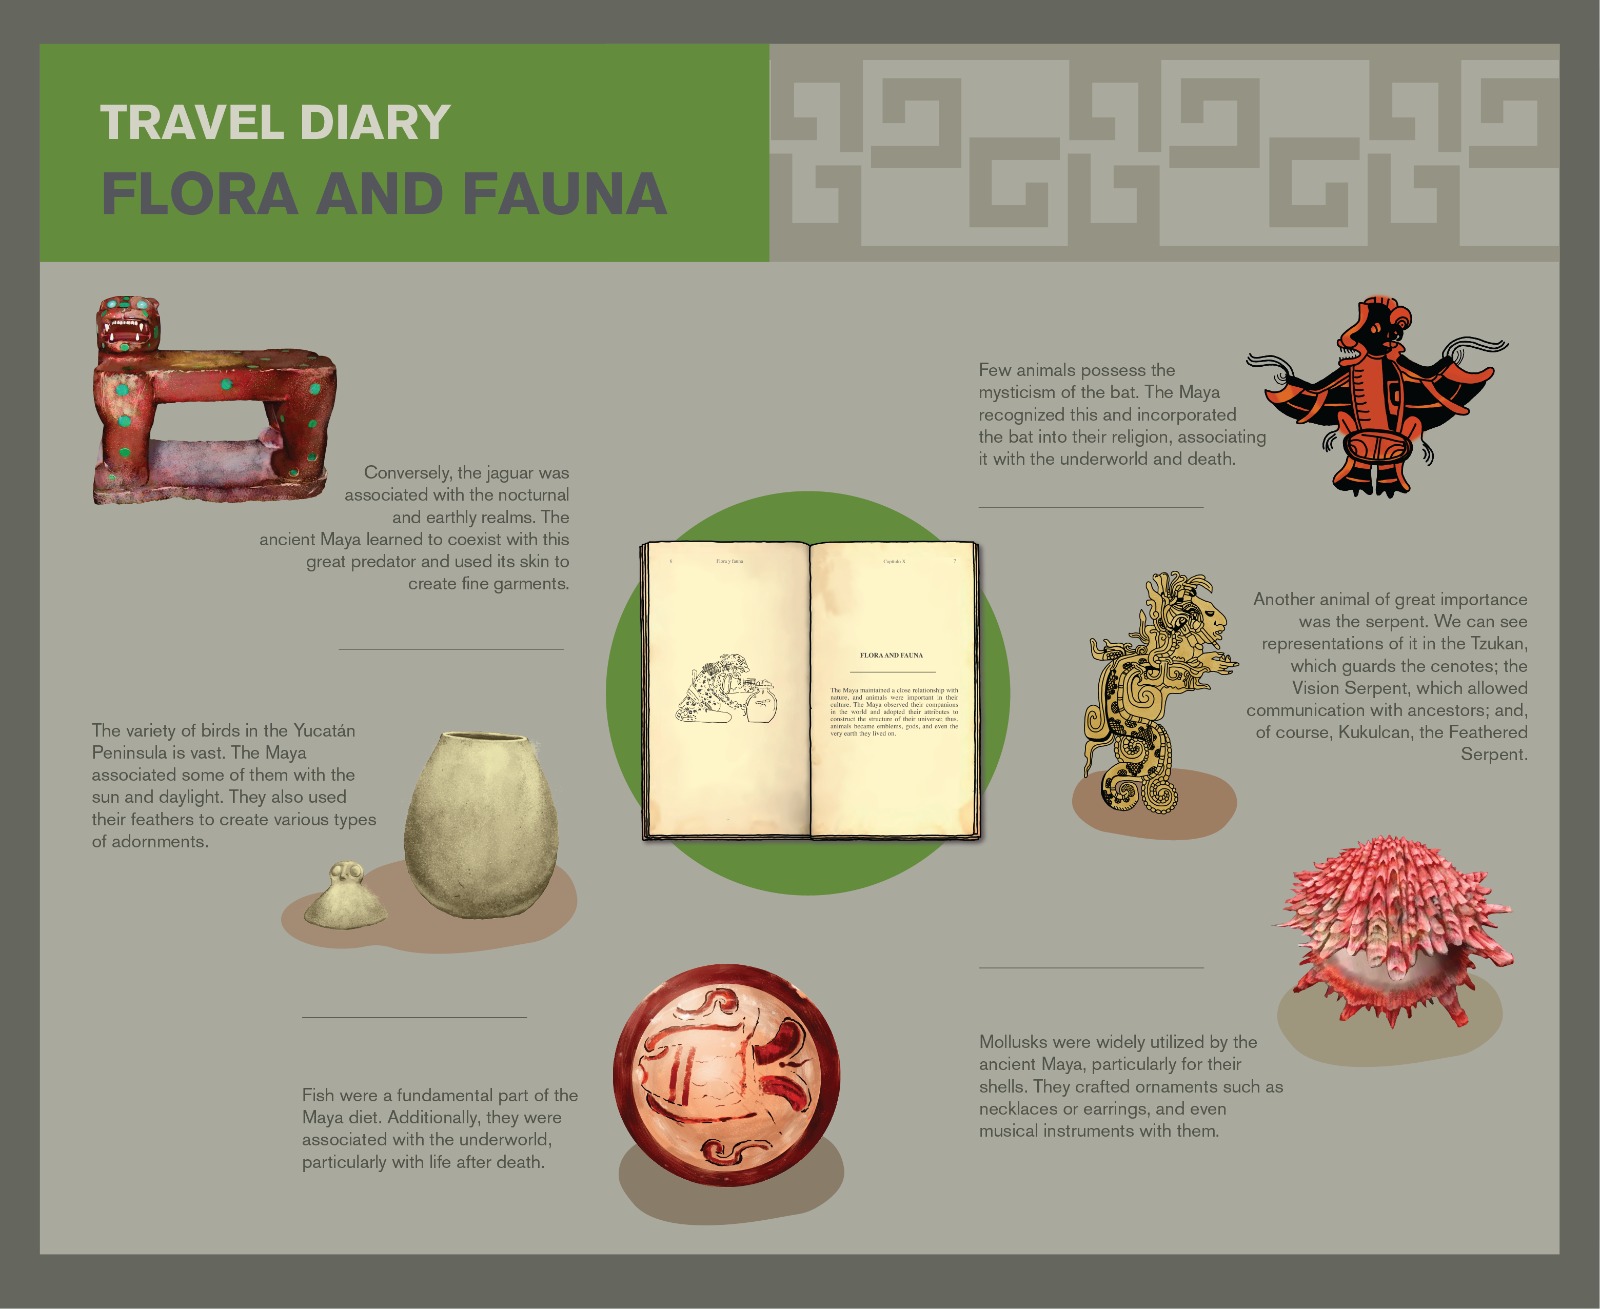 TRAVEL DIARY
FLORA AND FAUNA
Conversely, the jaguar was
associated with the nocturnal
and earthly realms. The
ancient Maya learned to coexist with this
great predator and used its skin to
create fine garments.
The variety of birds in the Yucatán
Peninsula is vast. The Maya
associated some of them with the
sun and daylight. They also used
their feathers to create various types
of adornments.
Fish were a fundamental part of the
Maya diet. Additionally, they were
associated with the underworld,
particularly with life after death.
6
Flora y fauna
Capítulo X
7
FLORA AND FAUNA
The Maya maintained a close relationship with
nature, and animals were important in their
culture. The Maya observed their companions
in the world and adopted their attributes to
construct the structure of their universe; thus,
animals became emblems, gods, and even the
very earth they lived on.
Few animals possess the
mysticism of the bat. The Maya
recognized this and incorporated
the bat into their religion, associating
it with the underworld and death.
Another animal of great importance
was the serpent. We can see
representations of it in the Tzukan,
which guards the cenotes; the
Vision Serpent, which allowed
communication with ancestors; and,
of course, Kukulcan, the Feathered
Serpent.
Mollusks were widely utilized by the
ancient Maya, particularly for their
shells. They crafted ornaments such as
necklaces or earrings, and even
musical instruments with them.